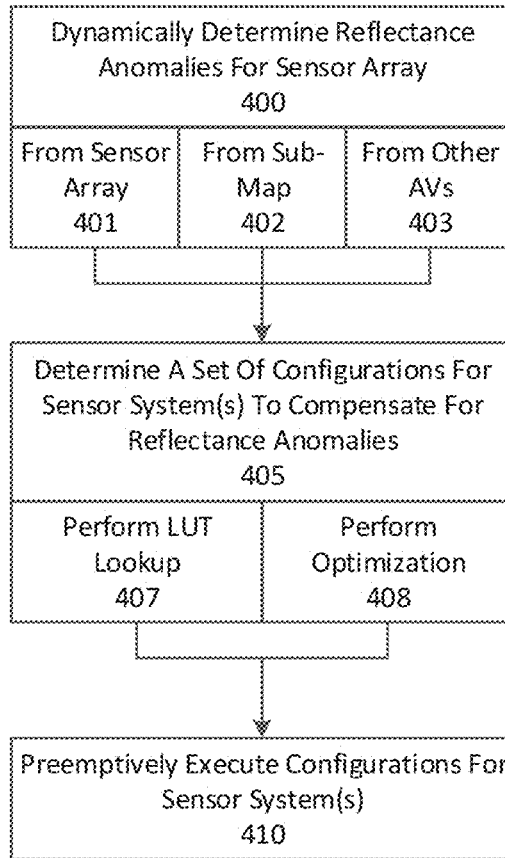 Dynamically Determine Reflectance
Anomalies For Sensor Array
400
From Sensor
Array
401
From Sub-
Map
402
From Other
AVs
403
Determine A Set Of Configurations For
Sensor System(s) To Compensate For
Reflectance Anomalies
405
Perform LUT
Lookup
407
Perform
Optimization
408
Preemptively Execute Configurations For
Sensor System(s)
410